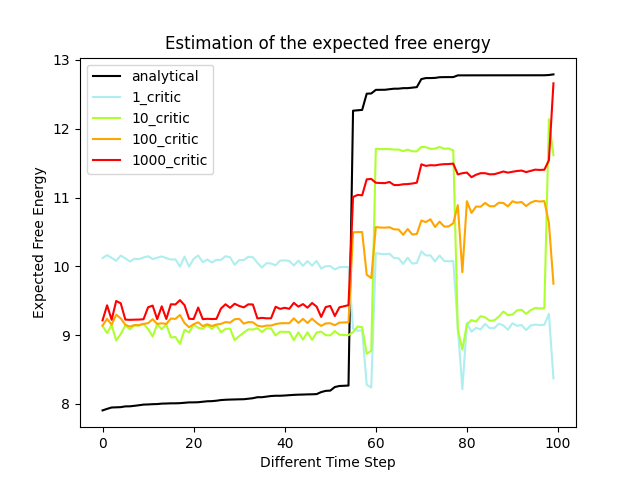 Estimation of the expected free energy
Expected Free Energy
13
12
11
10
9
8
analytical
1_critic
10_critic
100_critic
1000_critic
0 20 40 60 80 100
Different Time Step